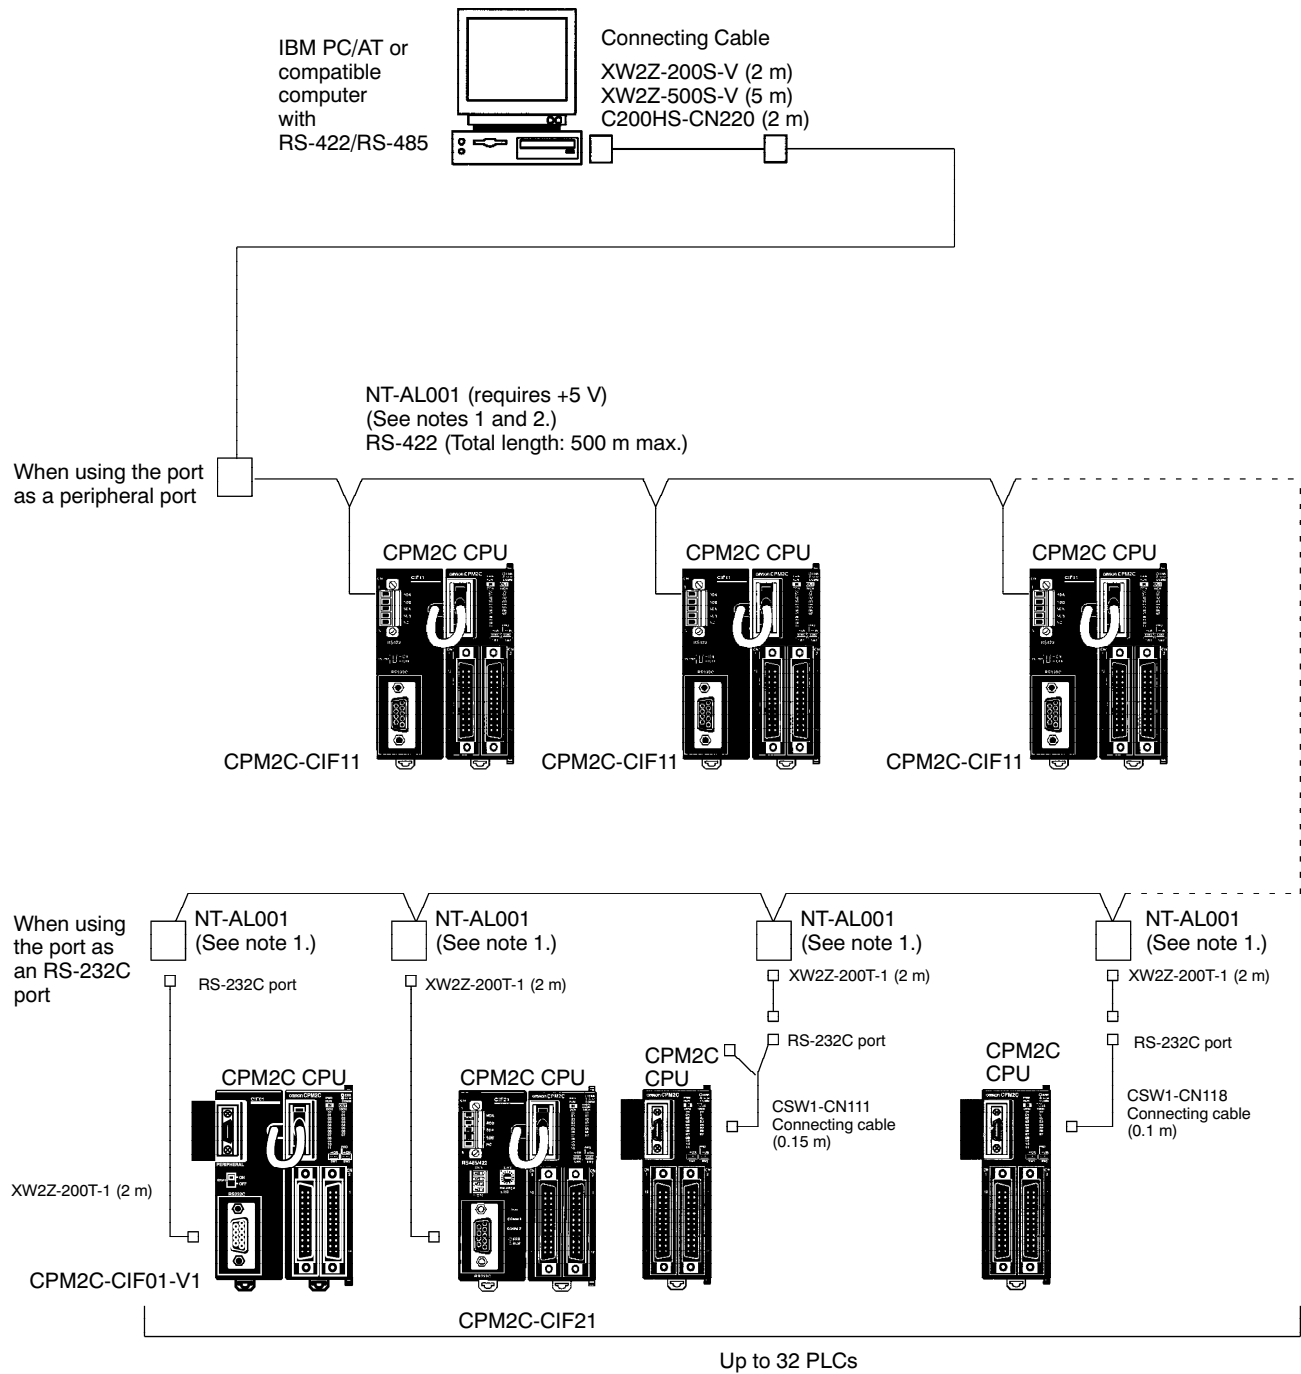 IBM PC/AT or
compatible
computer
with
RS-422/RS-485
Connecting Cable
XW2Z-200S-V (2 m)
XW2Z-500S-V (5 m)
C200HS-CN220 (2 m)
NT-AL001 (requires +5 V)
(See notes 1 and 2.)
RS-422 (Total length: 500 m max.)
When using the port
as a peripheral port
CPM2C CPU
CPM2C CPU
CPM2C CPU
CPM2C-CIF11
CPM2C-CIF11
CPM2C-CIF11
When using
the port as
an RS-232C
port
NT-AL001
(See note 1.)
NT-AL001
(See note 1.)
NT-AL001
(See note 1.)
NT-AL001
(See note 1.)
RS-232C port
XW2Z-200T-1 (2 m)
XW2Z-200T-1 (2 m)
XW2Z-200T-1 (2 m)
RS-232C port
RS-232C port
CPM2C CPU
CPM2C CPU
CPM2C
CPU
CPM2C
CPU
CSW1-CN111
Connecting cable
(0.15 m)
CSW1-CN118
Connecting cable
(0.1 m)
PERIPHERAL
XW2Z-200T-1 (2 m)
CPM2C-CIF01-V1
CPM2C-CIF21
Up to 32 PLCs